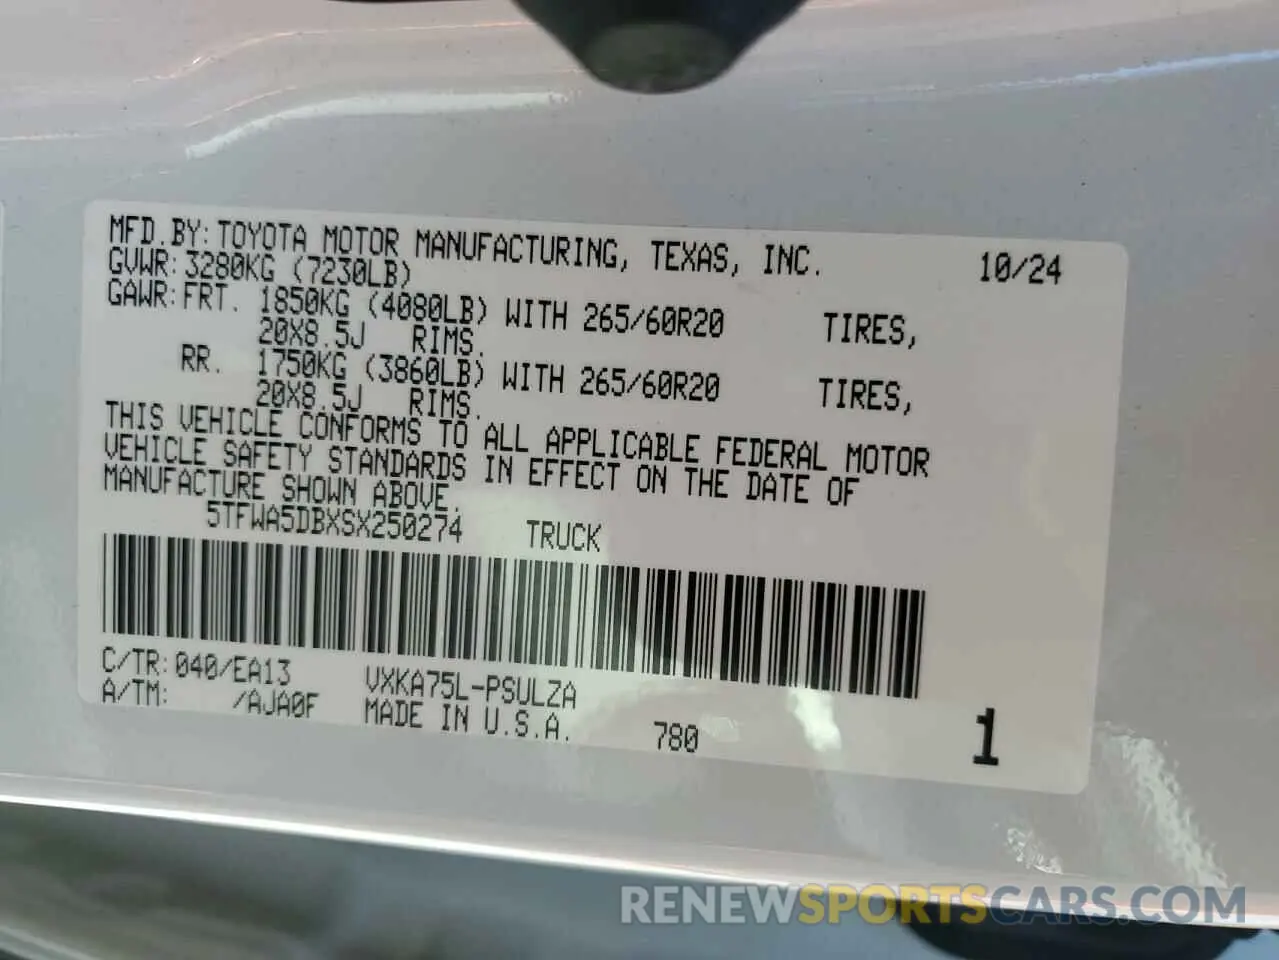 MFD.BY: TOYOTA MOTOR MANUFACTURING, TEXAS, INC. 10/24
GVWR: 3280KG (7230LB)
GAWR: FRT. 1850KG (4080LB) WITH 265/60R20 TIRES,
20X8.5J RIMS.
RR. 1750KG (3860LB) WITH 265/60R20 TIRES,
20X8.5J RIMS.
THIS VEHICLE CONFORMS TO ALL APPLICABLE FEDERAL MOTOR
VEHICLE SAFETY STANDARDS IN EFFECT ON THE DATE OF
MANUFACTURE SHOWN ABOVE.
5TFWA5DBXSX250274 TRUCK
C/TR: 040/EA13 VXKA75L-PSULZA
A/TM: /AJA0F MADE IN U.S.A. 780 1
RENEWSPORTSCARS.COM